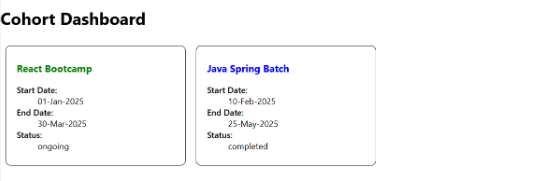 Cohort Dashboard
React Bootcamp
Start Date:
01-Jan-2025
End Date:
30-Mar-2025
Status:
ongoing
Java Spring Batch
Start Date:
10-Feb-2025
End Date:
25-May-2025
Status:
completed